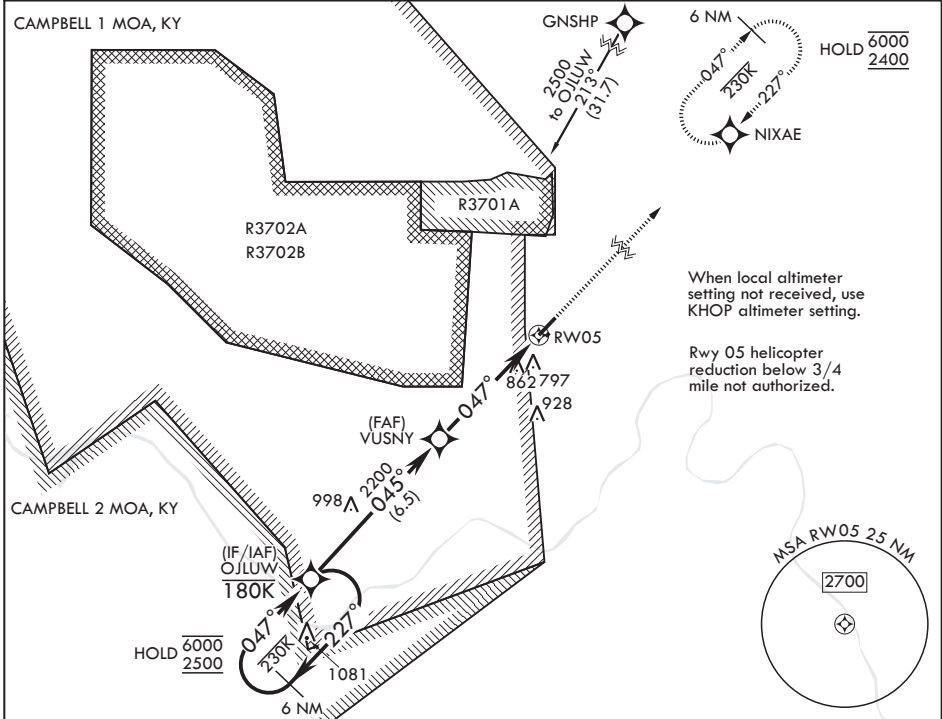 CAMPBELL 1 MOA, KY
GNSHP
2500
to OJLUW
213°
(31.7)
6 NM
047°
230K
227°
HOLD 6000
2400
NIXAE
R3701A
R3702A
R3702B
When local altimeter
setting not received, use
KHOP altimeter setting.
Rwy 05 helicopter
reduction below 3/4
mile not authorized.
RW05
862 797
928
047°
(FAF)
VUSNY
998
2200
045°
(6.5)
CAMPBELL 2 MOA, KY
(IF/IAF)
OJLUW
180K
047°
230K
227°
HOLD 6000
2500
1081
6 NM
MSA RW05 25 NM
2700